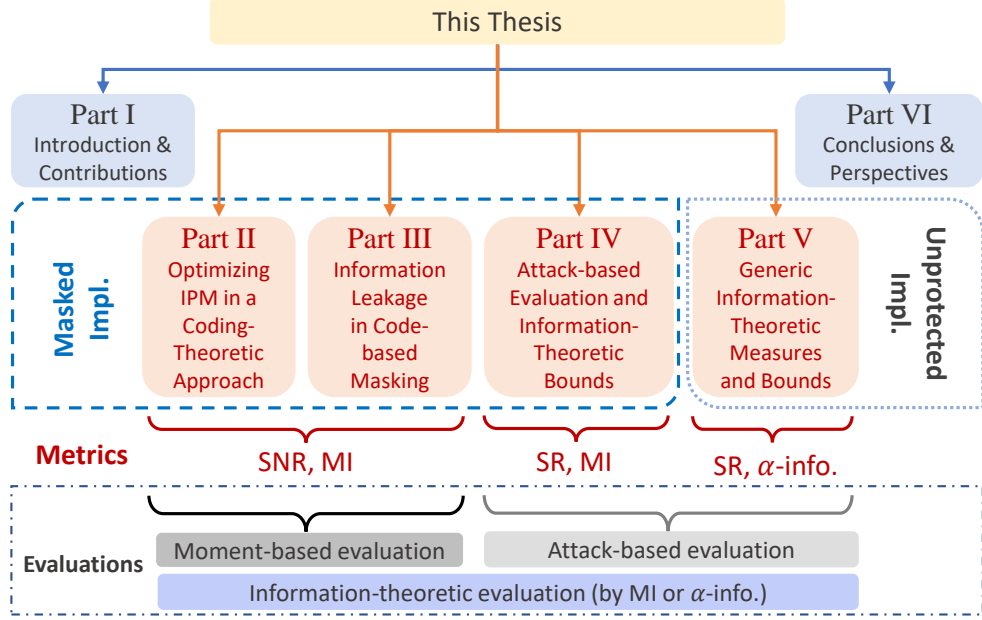 This Thesis
Part I
Introduction &
Contributions
Part VI
Conclusions &
Perspectives
Masked
Impl.
Part II
Optimizing
IPM in a
Coding-
Theoretic
Approach
Part III
Information
Leakage
in Code-
based
Masking
Part IV
Attack-based
Evaluation and
Information-
Theoretic
Bounds
Part V
Generic
Information-
Theoretic
Measures
and Bounds
Unprotected
Impl.
Metrics
SNR, MI
SR, MI
SR, α-info.
Evaluations
Moment-based evaluation
Attack-based evaluation
Information-theoretic evaluation (by MI or α-info.)